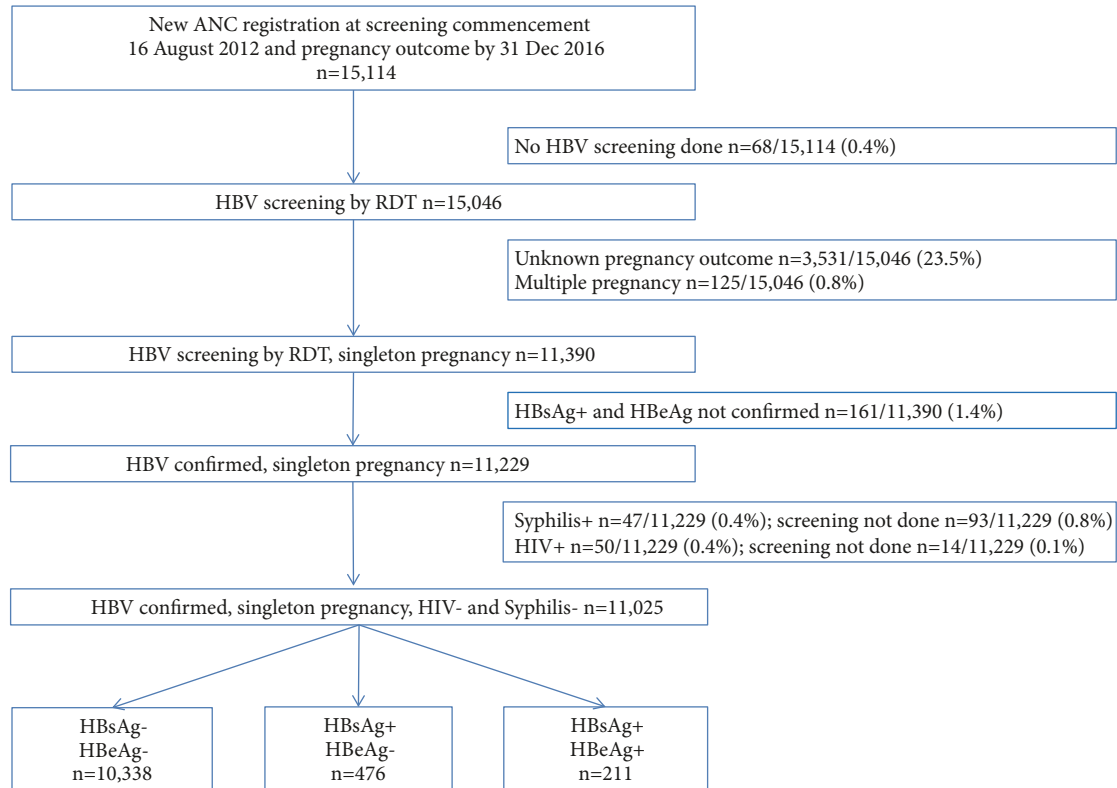 New ANC registration at screening commencement
16 August 2012 and pregnancy outcome by 31 Dec 2016
n=15,114
No HBV screening done n=68/15,114 (0.4%)
HBV screening by RDT n=15,046
Unknown pregnancy outcome n=3,531/15,046 (23.5%)
Multiple pregnancy n=125/15,046 (0.8%)
HBV screening by RDT, singleton pregnancy n=11,390
HBsAg+ and HBeAg not confirmed n=161/11,390 (1.4%)
HBV confirmed, singleton pregnancy n=11,229
Syphilis+ n=47/11,229 (0.4%); screening not done n=93/11,229 (0.8%)
HIV+ n=50/11,229 (0.4%); screening not done n=14/11,229 (0.1%)
HBV confirmed, singleton pregnancy, HIV- and Syphilis- n=11,025
HBsAg-
HBeAg-
n=10,338
HBsAg+
HBeAg-
n=476
HBsAg+
HBeAg+
n=211